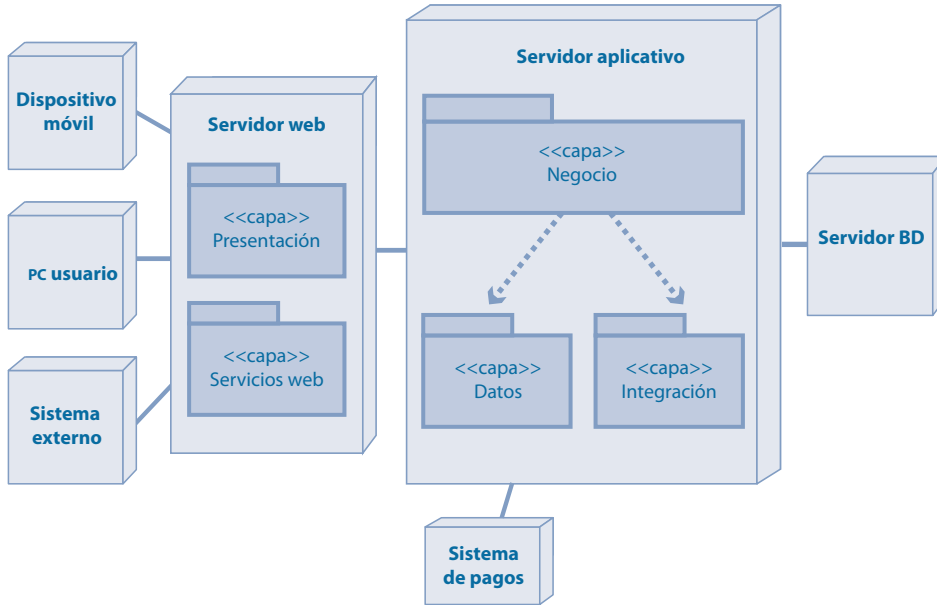 Dispositivo
móvil
PC usuario
Sistema
externo
Servidor web
<<capa>>
Presentación
<<capa>>
Servicios web
Servidor aplicativo
<<capa>>
Negocio
<<capa>>
Datos
<<capa>>
Integración
Servidor BD
Sistema
de pagos